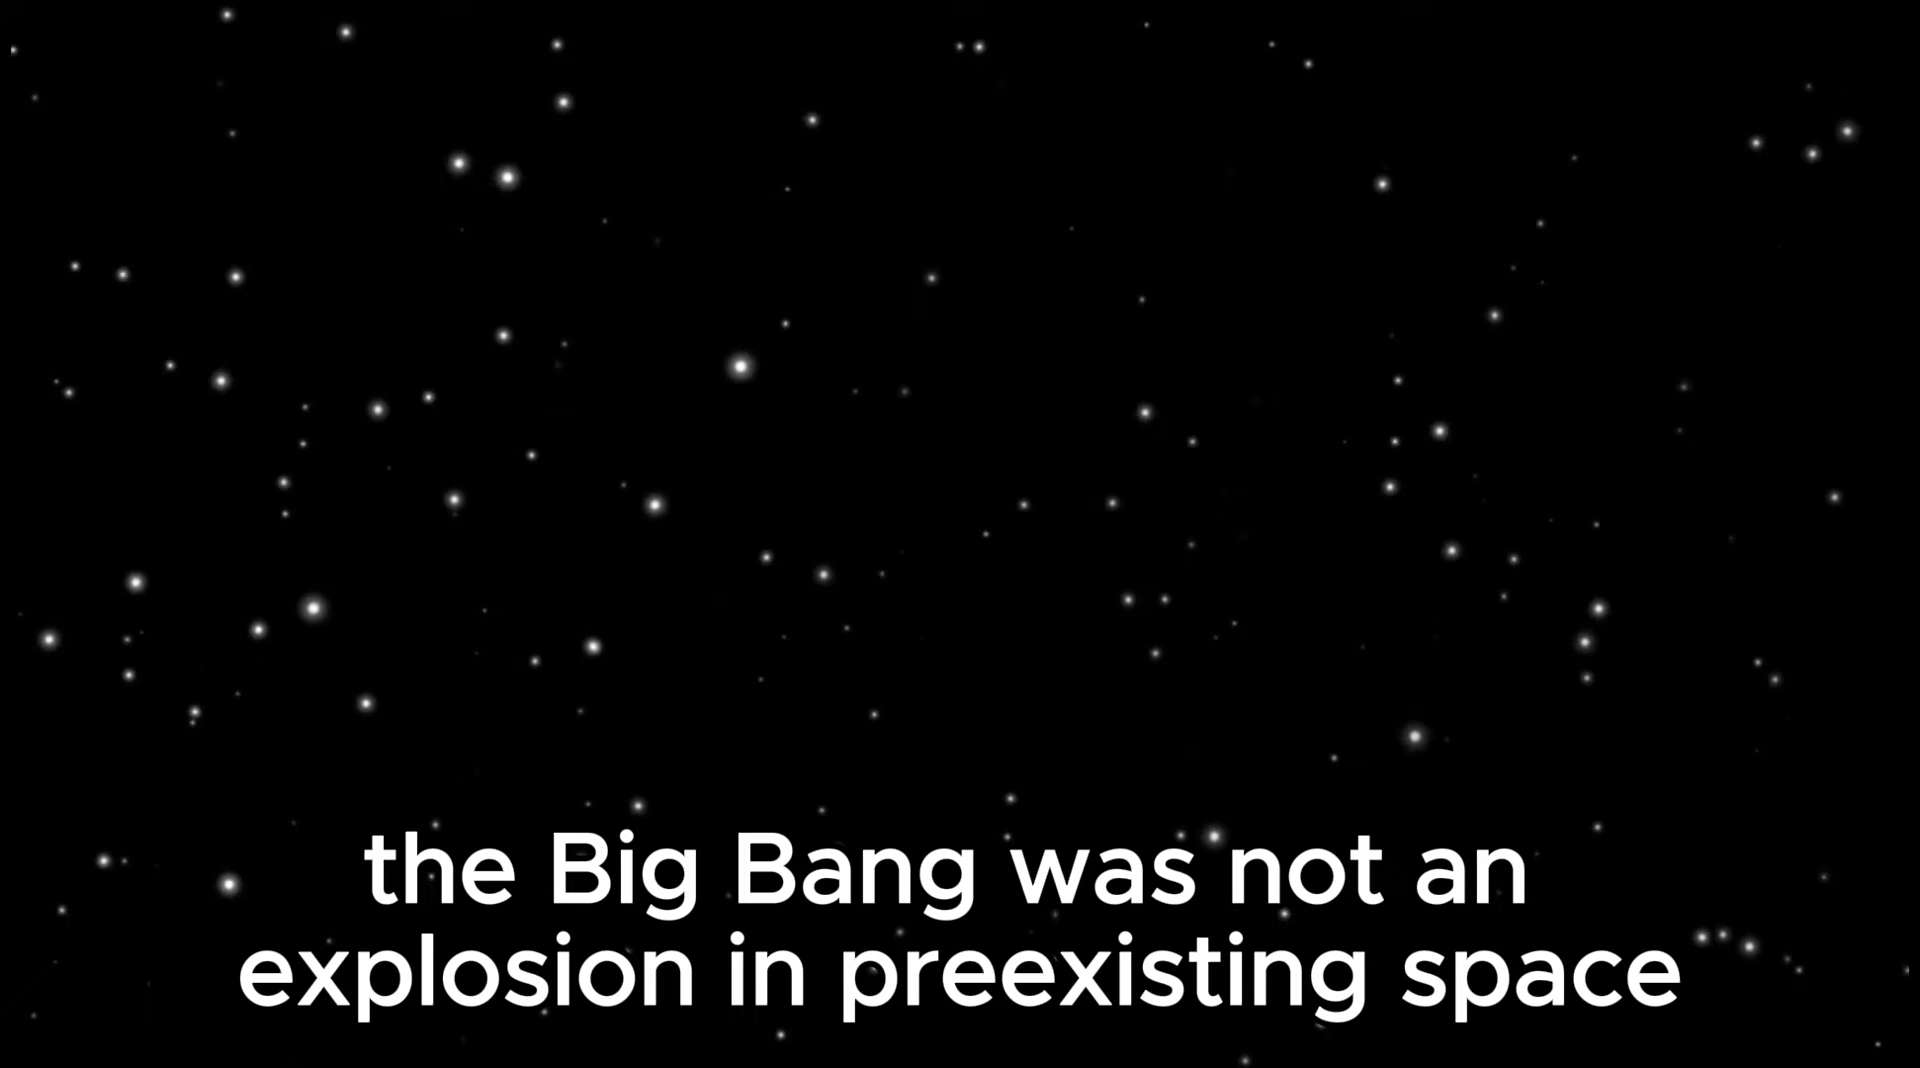 the Big Bang was not an
explosion in preexisting space